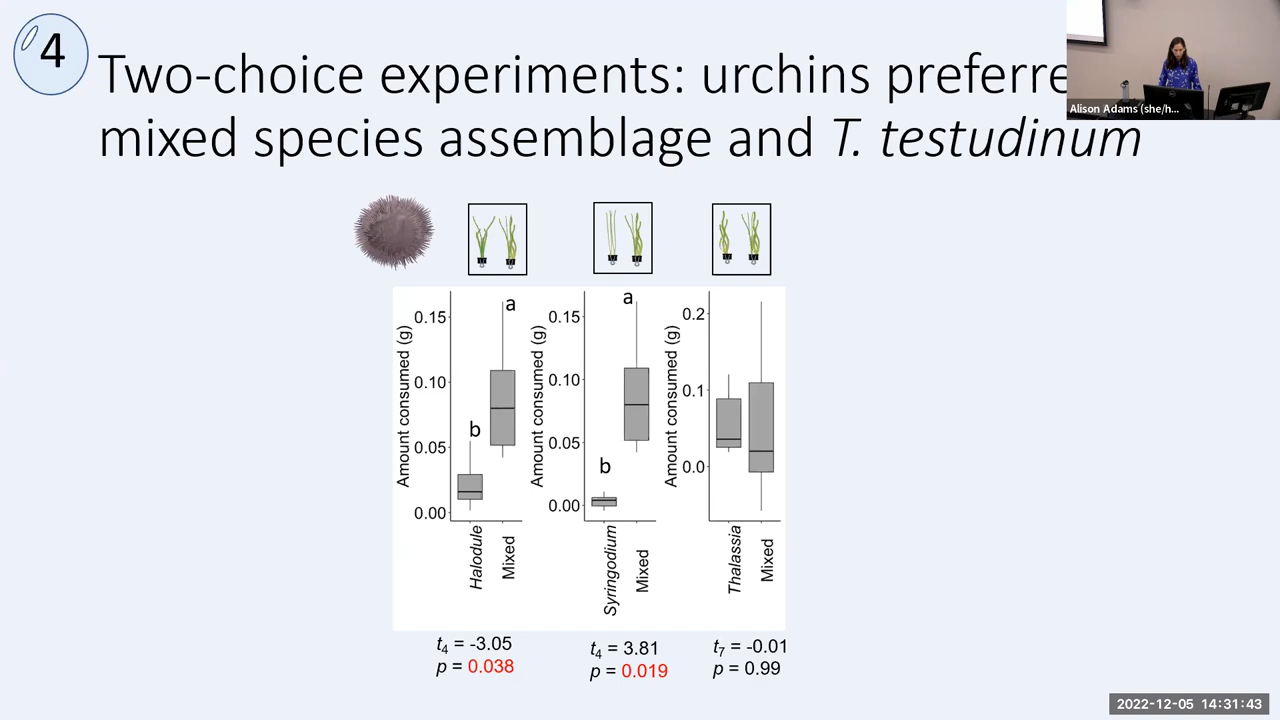 4
Two-choice experiments: urchins preferre
mixed species assemblage and T. testudinum
Alison Adams (she/h...
a
b
a
b
Amount consumed (g)
0.15
0.10
0.05
0.00
Halodule
Mixed
Amount consumed (g)
0.15
0.10
0.05
0.00
Syringodium
Mixed
Amount consumed (g)
0.2
0.1
0.0
Thalassia
Mixed
t4 = -3.05
p = 0.038
t4 = 3.81
p = 0.019
t7 = -0.01
p = 0.99
2022-12-05 14:31:43